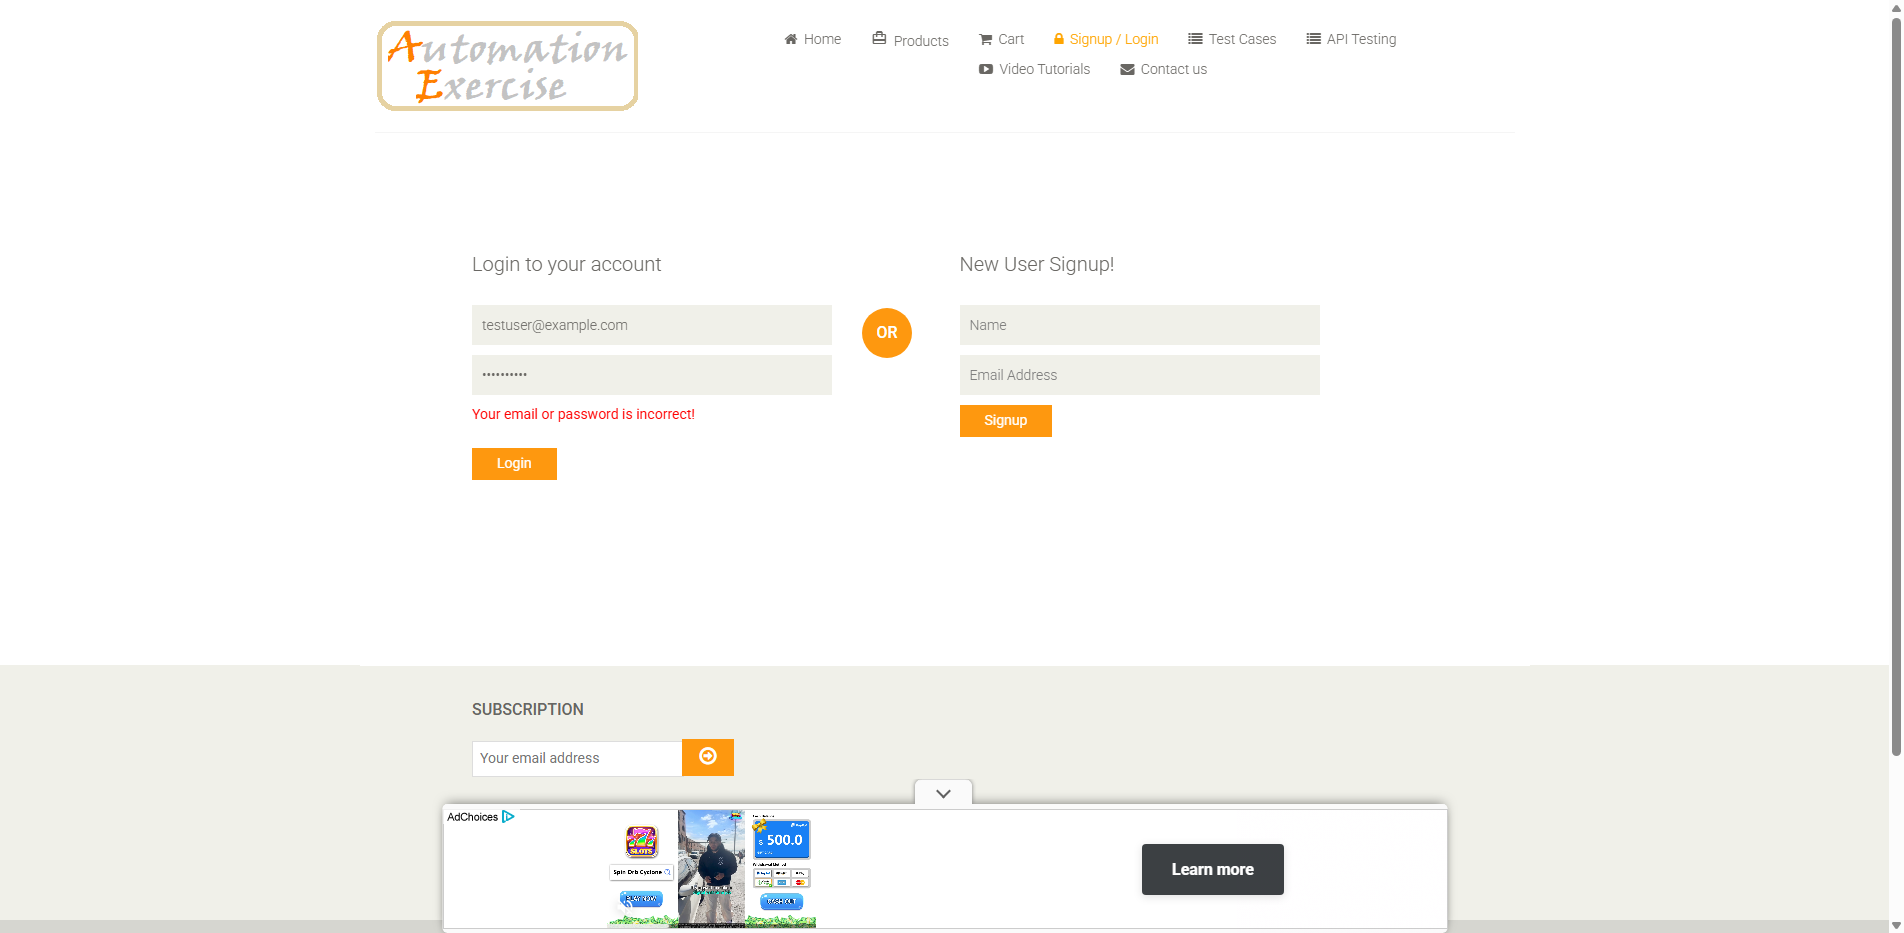 Automation
Exercise
Home
Products
Cart
Signup / Login
Test Cases
API Testing
Video Tutorials
Contact us
Login to your account
testuser@example.com
••••••••••
Your email or password is incorrect!
Login
OR
New User Signup!
Name
Email Address
Signup
SUBSCRIPTION
Your email address
AdChoices
SLOTS
Spin Orb Cyclone
PLAY NOW
$ 500.0
CASH OUT
Learn more